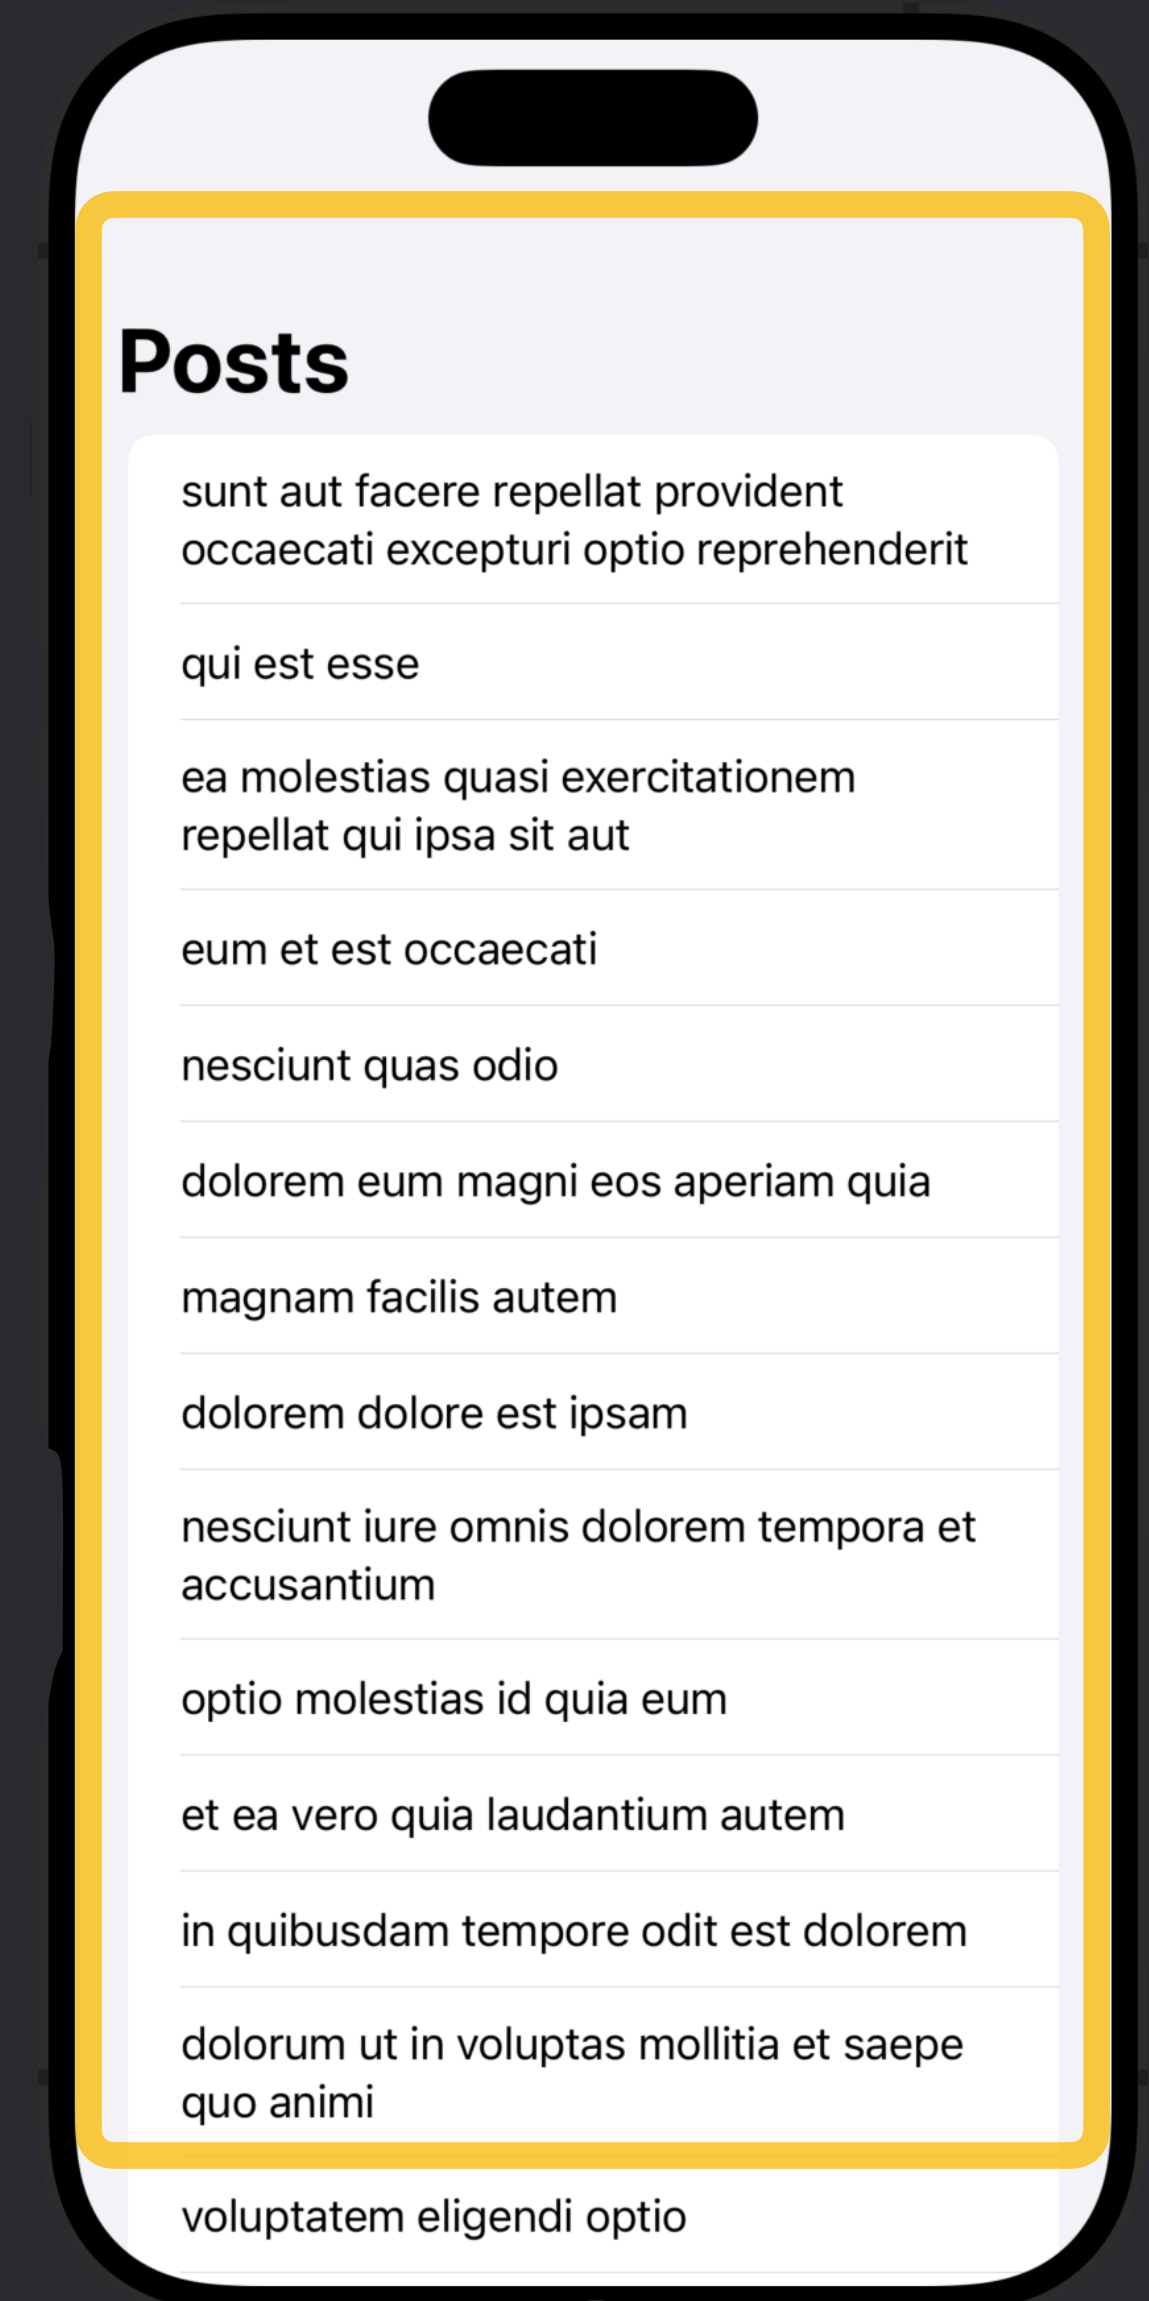 Posts
sunt aut facere repellat provident
occaecati excepturi optio reprehenderit
qui est esse
ea molestias quasi exercitationem
repellat qui ipsa sit aut
eum et est occaecati
nesciunt quas odio
dolorem eum magni eos aperiam quia
magnam facilis autem
dolorem dolore est ipsam
nesciunt iure omnis dolorem tempora et
accusantium
optio molestias id quia eum
et ea vero quia laudantium autem
in quibusdam tempore odit est dolorem
dolorum ut in voluptas mollitia et saepe
quo animi
voluptatem eligendi optio